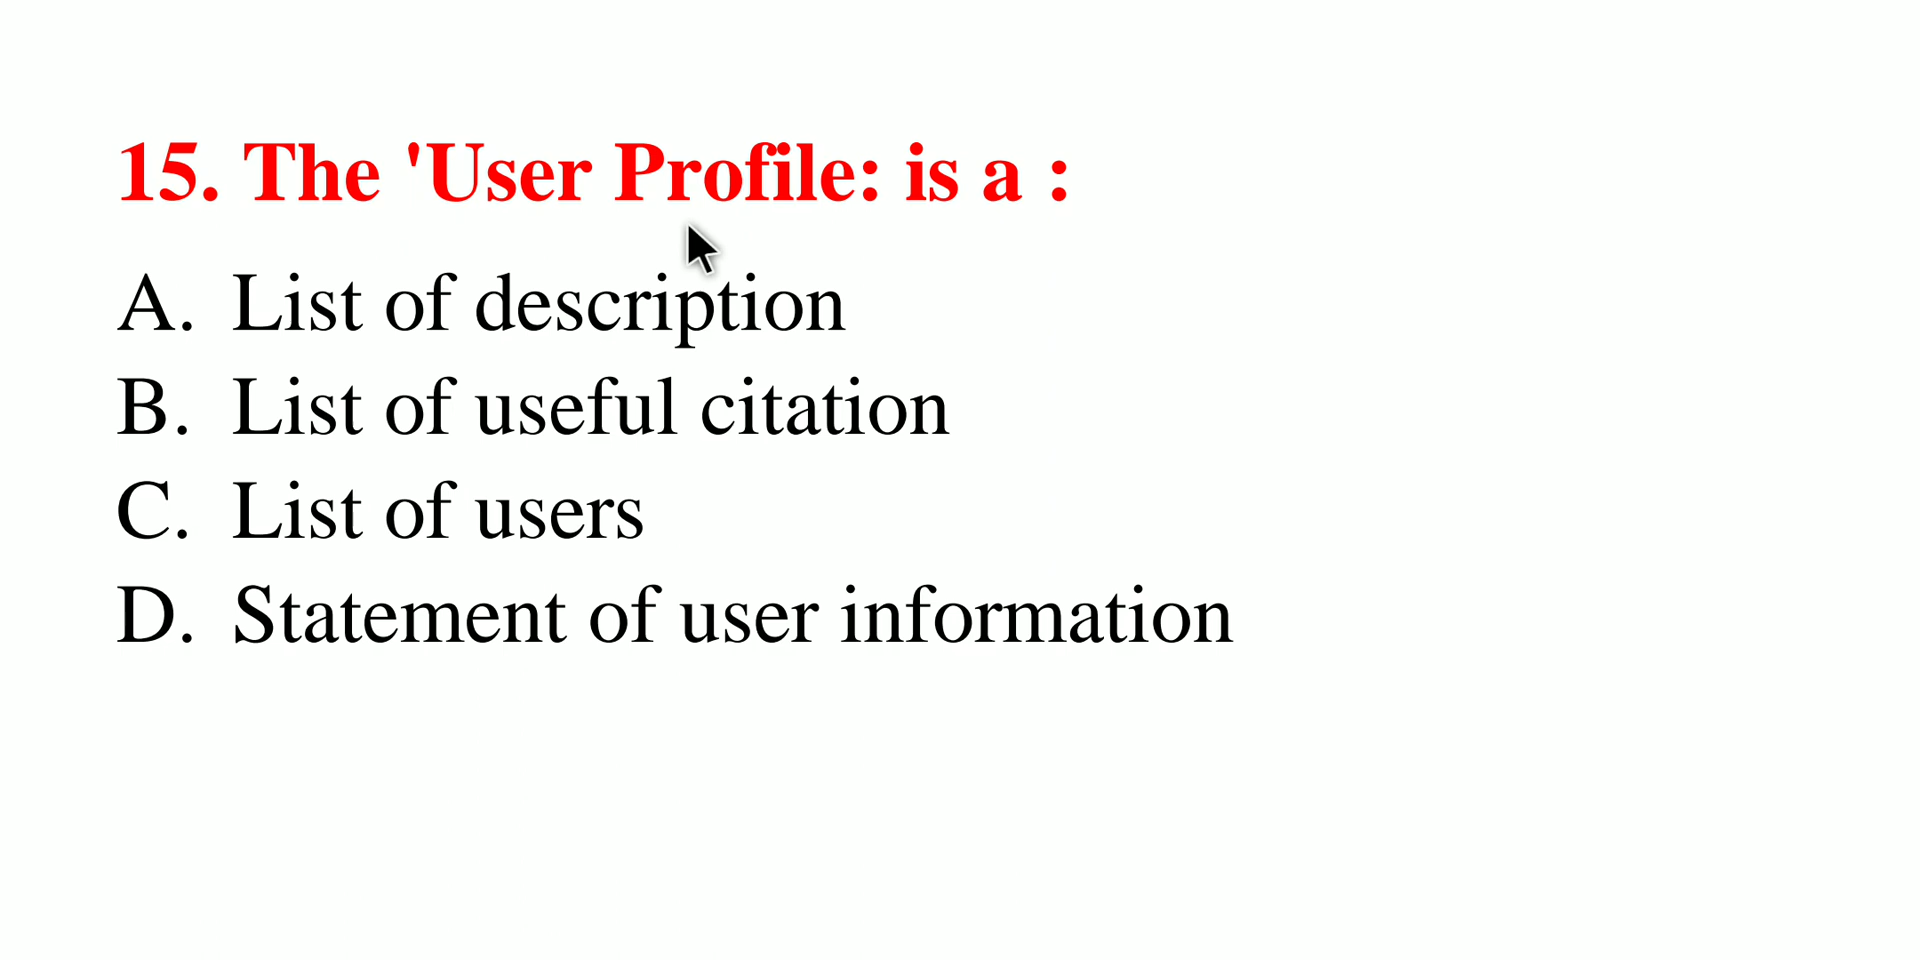 15. The 'User Profile: is a :
A. List of description
B. List of useful citation
C. List of users
D. Statement of user information